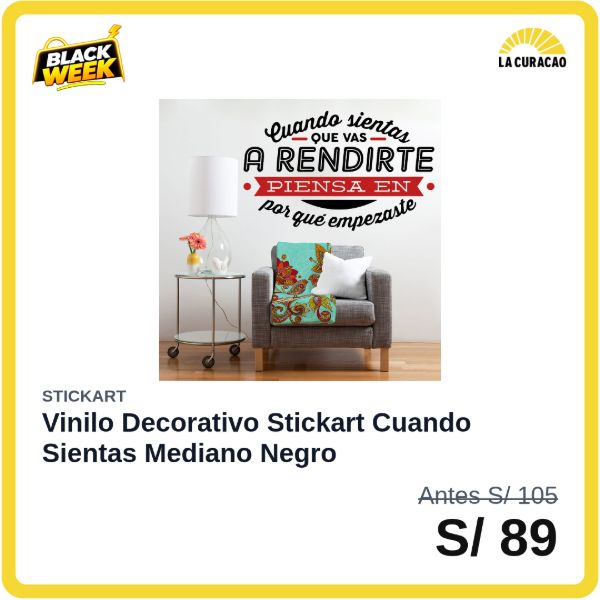 BLACK
WEEK
LA CURACAO
Cuando sientas
QUE VAS
A RENDIRTE
PIENSA EN
por qué empezaste
STICKART
Vinilo Decorativo Stickart Cuando
Sientas Mediano Negro
Antes S/ 105
S/ 89